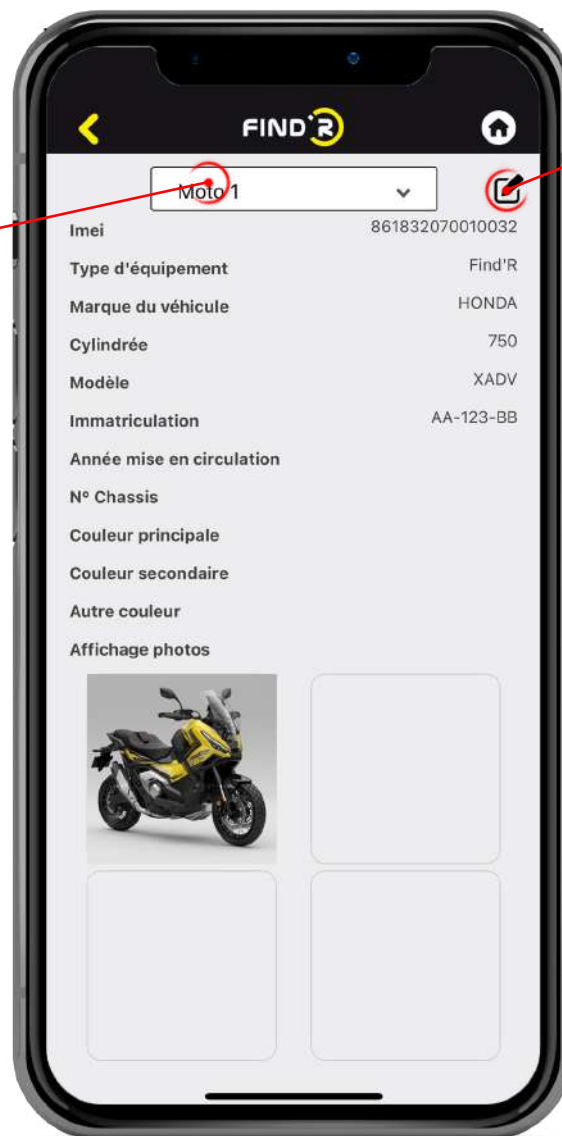 FIND'R
Moto 1
Imei 861832070010032
Type d'équipement Find'R
Marque du véhicule HONDA
Cylindrée 750
Modèle XADV
Immatriculation AA-123-BB
Année mise en circulation
Nº Chassis
Couleur principale
Couleur secondaire
Autre couleur
Affichage photos